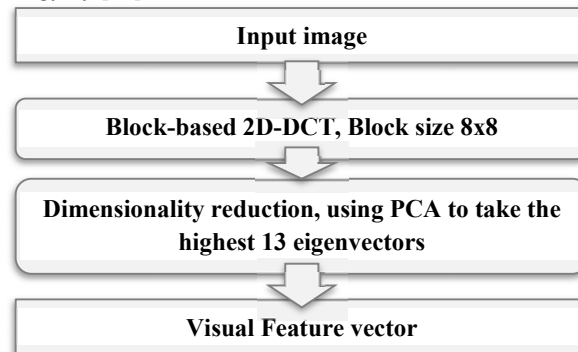 Input image
Block-based 2D-DCT, Block size 8x8
Dimensionality reduction, using PCA to take the
highest 13 eigenvectors
Visual Feature vector